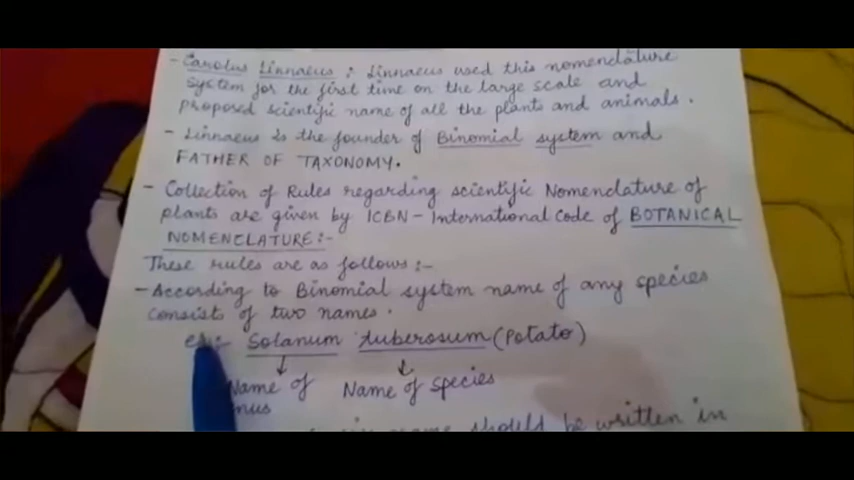 - Carolus Linnaeus : Linnaeus used this nomenclature
system for the first time on the large scale and
proposed scientific name of all the plants and animals.
- Linnaeus is the founder of Binomial system and
FATHER OF TAXONOMY.
- Collection of Rules regarding scientific Nomenclature of
plants are given by ICBN - International Code of BOTANICAL
NOMENCLATURE:-
These rules are as follows:-
- According to Binomial system name of any species
consists of two names.
Solanum tuberosum (Potato)
↓ ↓
Name of Name of species
name should be written in